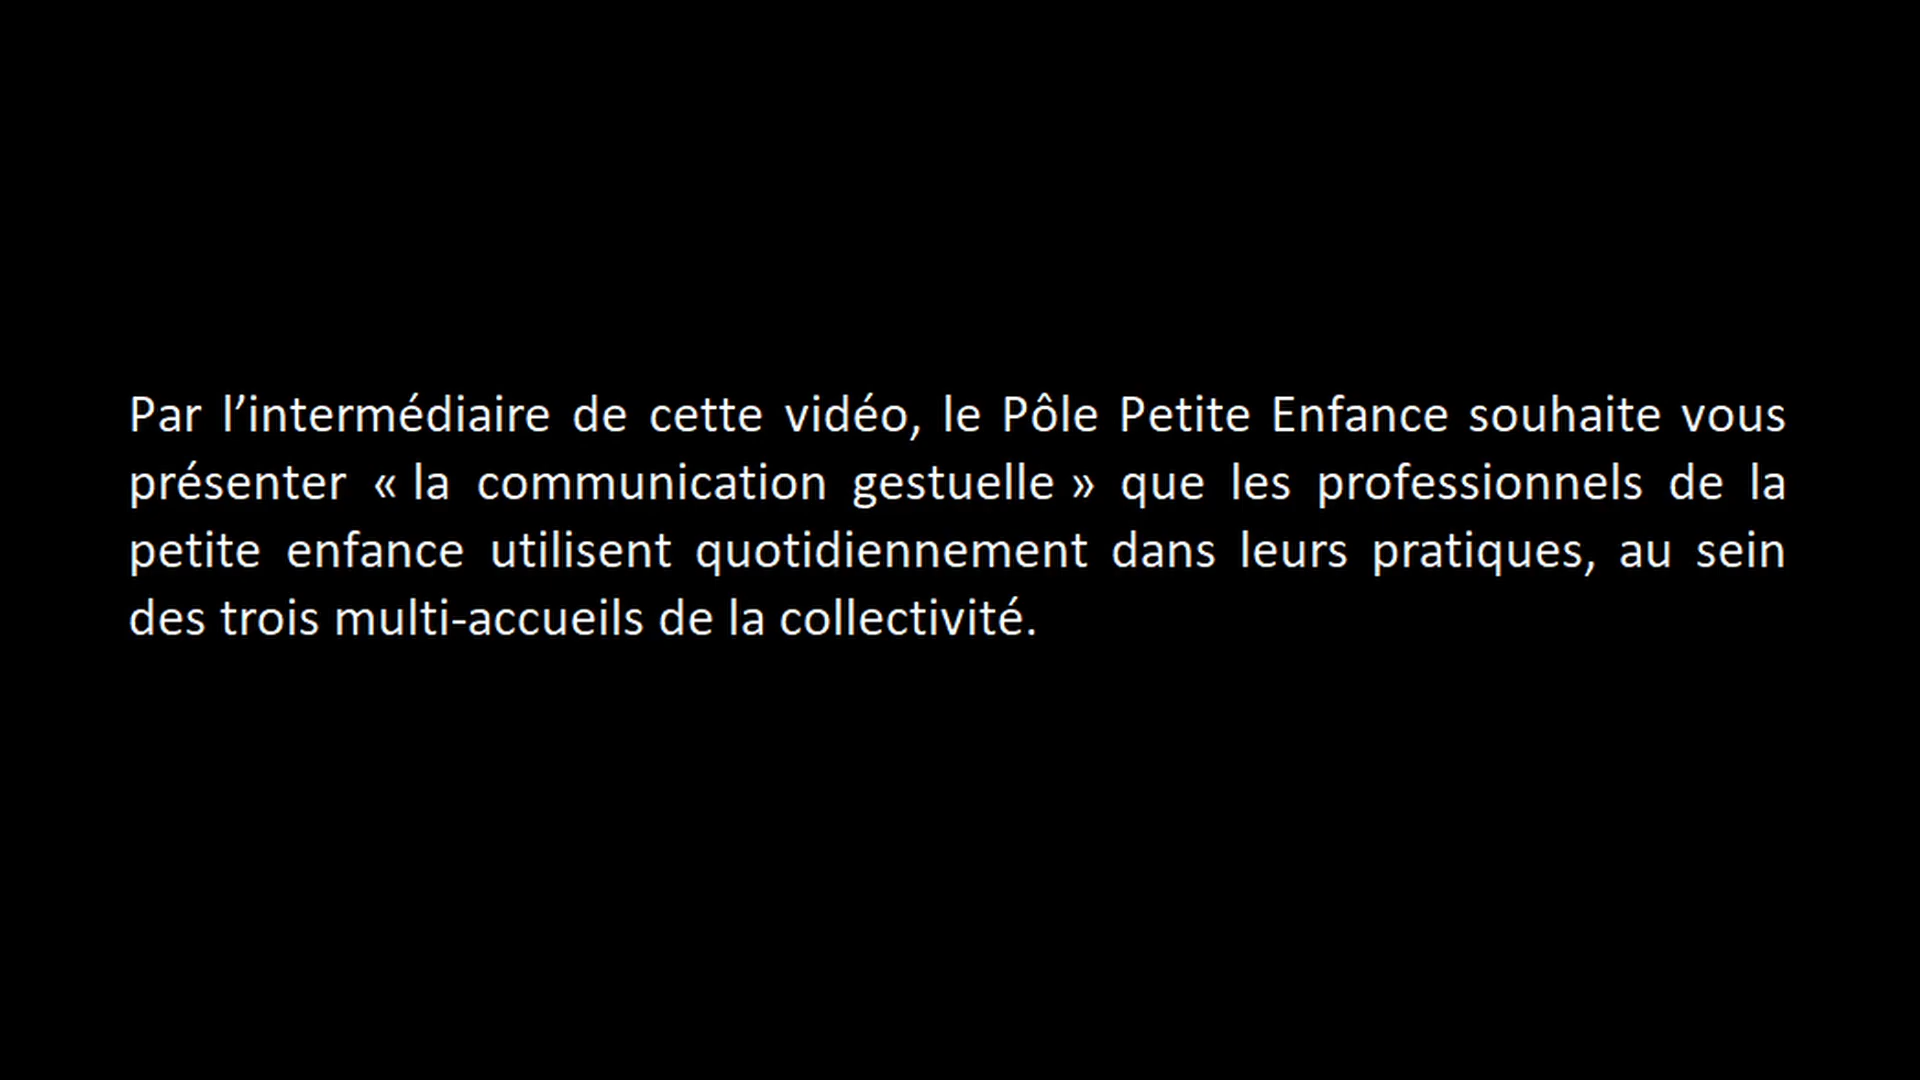 Par l’intermédiaire de cette vidéo, le Pôle Petite Enfance souhaite vous
présenter « la communication gestuelle » que les professionnels de la
petite enfance utilisent quotidiennement dans leurs pratiques, au sein
des trois multi-accueils de la collectivité.